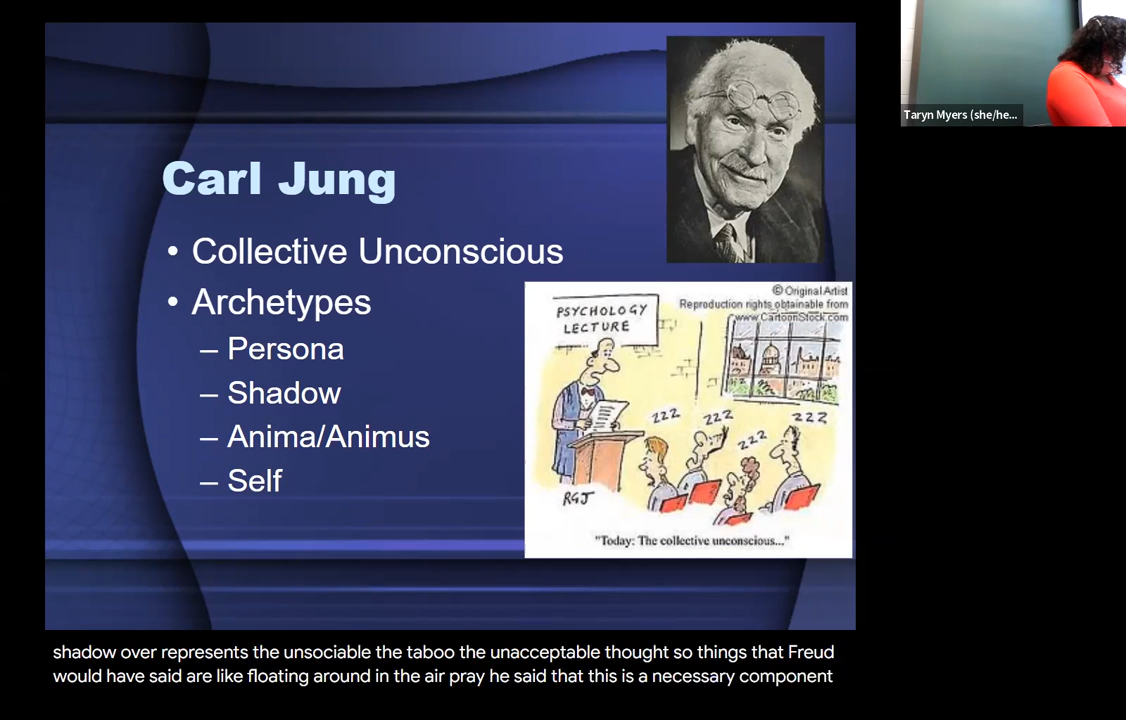 Carl Jung
• Collective Unconscious
• Archetypes
– Persona
– Shadow
– Anima/Animus
– Self
© Original Artist
Reproduction rights obtainable from
www.CartoonStock.com
PSYCHOLOGY
LECTURE
ZZZ
ZZZ
ZZZ
ZZZ
RGJ
"Today: The collective unconscious..."
Taryn Myers (she/he...
shadow over represents the unsociable the taboo the unacceptable thought so things that Freud
would have said are like floating around in the air pray he said that this is a necessary component